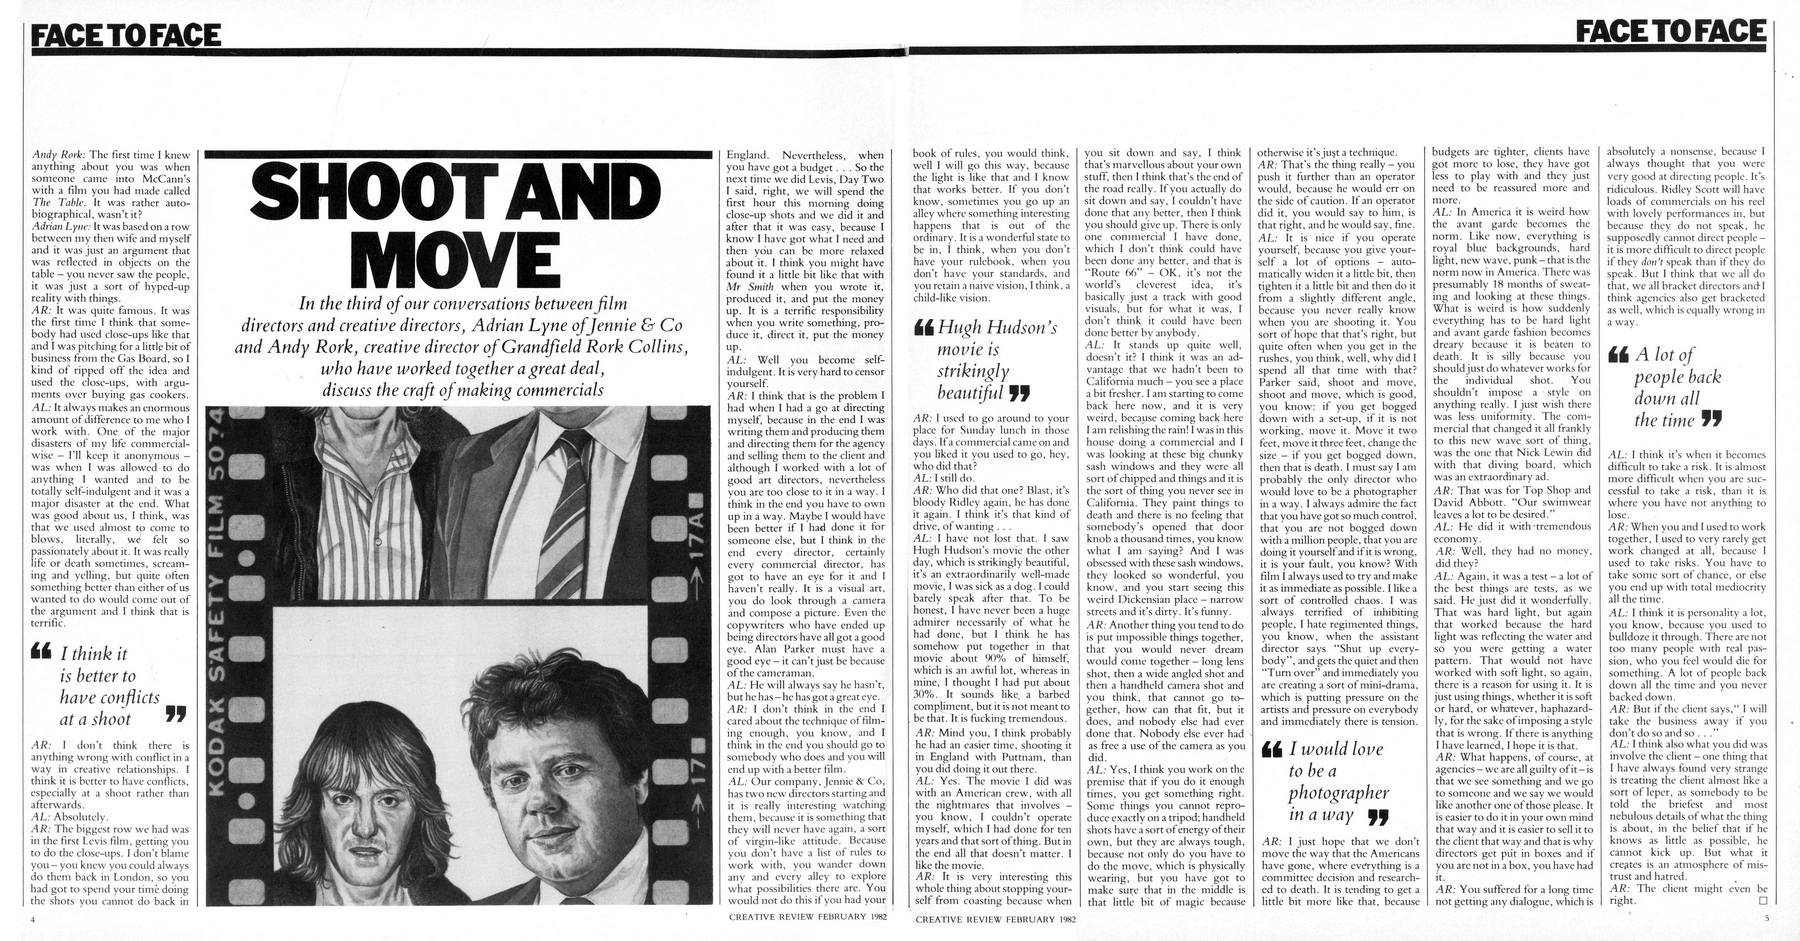 FACE TO FACE
FACE TO FACE
Andy Rork: The first time I knew
anything about you was when
someone came into McCann's
with a film you had made called
The Table. It was rather auto-
biographical, wasn't it?
Adrian Lyne: It was based on a row
between my then wife and myself
and it was just an argument that
was reflected in objects on the
table – you never saw the people,
it was just a sort of hyped-up
reality with things.
AR: It was quite famous. It was
the first time I think that some-
body had used close-ups like that
and I was pitching for a little bit of
business from the Gas Board, so I
kind of ripped off the idea and
used the close-ups, with argu-
ments over buying gas cookers.
AL: It always makes an enormous
amount of difference to me who I
work with. One of the major
disasters of my life commercial-
wise – I'll keep it anonymous –
was when I was allowed to do
anything I wanted and to be
totally self-indulgent and it was a
major disaster at the end. What
was good about us, I think, was
that we used almost to come to
blows, literally, we felt so
passionately about it. It was really
life or death sometimes, scream-
ing and yelling, but quite often
something better than either of us
wanted to do would come out of
the argument and I think that is
terrific.
“ I think it
is better to
have conflicts
at a shoot ”
AR: I don't think there is
anything wrong with conflict in a
way in creative relationships. I
think it is better to have conflicts,
especially at a shoot rather than
afterwards.
AL: Absolutely.
AR: The biggest row we had was
in the first Levis film, getting you
to do the close-ups. I don't blame
you – you knew you could always
do them back in London, so you
had got to spend your time doing
the shots you cannot do back in
SHOOT AND
MOVE
In the third of our conversations between film
directors and creative directors, Adrian Lyne of Jennie & Co
and Andy Rork, creative director of Grandfield Rork Collins,
who have worked together a great deal,
discuss the craft of making commercials
KODAK SAFETY FILM 5074
17A
17
England. Nevertheless, when
you have got a budget . . . So the
next time we did Levis, Day Two
I said, right, we will spend the
first hour this morning doing
close-up shots and we did it and
after that it was easy, because I
know I have got what I need and
then you can be more relaxed
about it. I think you might have
found it a little bit like that with
Mr Smith when you wrote it,
produced it, and put the money
up. It is a terrific responsibility
when you write something, pro-
duce it, direct it, put the money
up.
AL: Well you become self-
indulgent. It is very hard to censor
yourself.
AR: I think that is the problem I
had when I had a go at directing
myself, because in the end I was
writing them and producing them
and directing them for the agency
and selling them to the client and
although I worked with a lot of
good art directors, nevertheless
you are too close to it in a way. I
think in the end you have to own
up in a way. Maybe I would have
been better if I had done it for
someone else, but I think in the
end every director, certainly
every commercial director, has
got to have an eye for it and I
haven't really. It is a visual art,
you do look through a camera
and compose a picture. Even the
copywriters who have ended up
being directors have all got a good
eye. Alan Parker must have a
good eye – it can't just be because
of the cameraman.
AL: He will always say he hasn't,
but he has – he has got a great eye.
AR: I don't think in the end I
cared about the technique of film-
ing enough, you know, and I
think in the end you should go to
somebody who does and you will
end up with a better film.
AL: Our company, Jennie & Co,
has two new directors starting and
it is really interesting watching
them, because it is something that
they will never have again, a sort
of virgin-like attitude. Because
you don't have a list of rules to
work with, you wander down
any and every alley to explore
what possibilities there are. You
would not do this if you had your
book of rules, you would think,
well I will go this way, because
the light is like that and I know
that works better. If you don't
know, sometimes you go up an
alley where something interesting
happens that is out of the
ordinary. It is a wonderful state to
be in, I think, when you don't
have your rulebook, when you
don't have your standards, and
you retain a naive vision, I think, a
child-like vision.
“ Hugh Hudson's
movie is
strikingly
beautiful ”
AR: I used to go around to your
place for Sunday lunch in those
days. If a commercial came on and
you liked it you used to go, hey,
who did that?
AL: I still do.
AR: Who did that one? Blast, it's
bloody Ridley again, he has done
it again. I think it's that kind of
drive, of wanting . . .
AL: I have not lost that. I saw
Hugh Hudson's movie the other
day, which is strikingly beautiful,
it's an extraordinarily well-made
movie, I was sick as a dog. I could
barely speak after that. To be
honest, I have never been a huge
admirer necessarily of what he
had done, but I think he has
somehow put together in that
movie about 90% of himself,
which is an awful lot, whereas in
mine, I thought I had put about
30%. It sounds like a barbed
compliment, but it is not meant to
be that. It is fucking tremendous.
AR: Mind you, I think probably
he had an easier time, shooting it
in England with Puttnam, than
you did doing it out there.
AL: Yes. The movie I did was
with an American crew, with all
the nightmares that involves –
you know, I couldn't operate
myself, which I had done for ten
years and that sort of thing. But in
the end all that doesn't matter. I
like the movie.
AR: It is very interesting this
whole thing about stopping your-
self from coasting because when
you sit down and say, I think
that's marvellous about your own
stuff, then I think that's the end of
the road really. If you actually do
sit down and say, I couldn't have
done that any better, then I think
you should give up. There is only
one commercial I have done,
which I don't think could have
been done any better, and that is
"Route 66" – OK, it's not the
world's cleverest idea, it's
basically just a track with good
visuals, but for what it was, I
don't think it could have been
done better by anybody.
AL: It stands up quite well,
doesn't it? I think it was an ad-
vantage that we hadn't been to
California much – you see a place
a bit fresher. I am starting to come
back here now, and it is very
weird, because coming back here
I am relishing the rain! I was in this
house doing a commercial and I
was looking at these big chunky
sash windows and they were all
sort of chipped and things and it is
the sort of thing you never see in
California. They paint things to
death and there is no feeling that
somebody's opened that door
knob a thousand times, you know
what I am saying? And I was
obsessed with these sash windows,
they looked so wonderful, you
know, and you start seeing this
weird Dickensian place – narrow
streets and it's dirty. It's funny.
AR: Another thing you tend to do
is put impossible things together,
that you would never dream
would come together – long lens
shot, then a wide angled shot and
then a handheld camera shot and
you think, that cannot go to-
gether, how can that fit, but it
does, and nobody else had ever
done that. Nobody else ever had
as free a use of the camera as you
did.
AL: Yes, I think you work on the
premise that if you do it enough
times, you get something right.
Some things you cannot repro-
duce exactly on a tripod; handheld
shots have a sort of energy of their
own, but they are always tough,
because not only do you have to
do the move, which is physically
wearing, but you have got to
make sure that in the middle is
that little bit of magic because
otherwise it's just a technique.
AR: That's the thing really – you
push it further than an operator
would, because he would err on
the side of caution. If an operator
did it, you would say to him, is
that right, and he would say, fine.
AL: It is nice if you operate
yourself, because you give your-
self a lot of options – auto-
matically widen it a little bit, then
tighten it a little bit and then do it
from a slightly different angle,
because you never really know
when you are shooting it. You
sort of hope that that's right, but
quite often when you get in the
rushes, you think, well, why did I
spend all that time with that?
Parker said, shoot and move,
shoot and move, which is good,
you know: if you get bogged
down with a set-up, if it is not
working, move it. Move it two
feet, move it three feet, change the
size – if you get bogged down,
then that is death. I must say I am
probably the only director who
would love to be a photographer
in a way. I always admire the fact
that you have got so much control,
that you are not bogged down
with a million people, that you are
doing it yourself and if it is wrong,
it is your fault, you know? With
film I always used to try and make
it as immediate as possible. I like a
sort of controlled chaos. I was
always terrified of inhibiting
people, I hate regimented things,
you know, when the assistant
director says "Shut up every-
body", and gets the quiet and then
"Turn over" and immediately you
are creating a sort of mini-drama,
which is putting pressure on the
artists and pressure on everybody
and immediately there is tension.
“ I would love
to be a
photographer
in a way ”
AR: I just hope that we don't
move the way that the Americans
have gone, where everything is a
committee decision and research-
ed to death. It is tending to get a
little bit more like that, because
budgets are tighter, clients have
got more to lose, they have got
less to play with and they just
need to be reassured more and
more.
AL: In America it is weird how
the avant garde becomes the
norm. Like now, everything is
royal blue backgrounds, hard
light, new wave, punk – that is the
norm now in America. There was
presumably 18 months of sweat-
ing and looking at these things.
What is weird is how suddenly
everything has to be hard light
and avant garde fashion becomes
dreary because it is beaten to
death. It is silly because you
should just do whatever works for
the individual shot. You
shouldn't impose a style on
anything really. I just wish there
was less uniformity. The com-
mercial that changed it all frankly
to this new wave sort of thing,
was the one that Nick Lewin did
with that diving board, which
was an extraordinary ad.
AR: That was for Top Shop and
David Abbott. "Our swimwear
leaves a lot to be desired."
AL: He did it with tremendous
economy.
AR: Well, they had no money,
did they?
AL: Again, it was a test – a lot of
the best things are tests, as we
said. He just did it wonderfully.
That was hard light, but again
that worked because the hard
light was reflecting the water and
so you were getting a water
pattern. That would not have
worked with soft light, so again,
there is a reason for using it. It is
just using things, whether it is soft
or hard, or whatever, haphazard-
ly, for the sake of imposing a style
that is wrong. If there is anything
I have learned, I hope it is that.
AR: What happens, of course, at
agencies – we are all guilty of it – is
that we see something and we go
to someone and we say we would
like another one of those please. It
is easier to do it in your own mind
that way and it is easier to sell it to
the client that way and that is why
directors get put in boxes and if
you are not in a box, you have had
it.
AR: You suffered for a long time
not getting any dialogue, which is
absolutely a nonsense, because I
always thought that you were
very good at directing people. It's
ridiculous. Ridley Scott will have
loads of commercials on his reel
with lovely performances in, but
because they do not speak, he
supposedly cannot direct people –
it is more difficult to direct people
if they don't speak than if they do
speak. But I think that we all do
that, we all bracket directors and I
think agencies also get bracketed
as well, which is equally wrong in
a way.
“ A lot of
people back
down all
the time ”
AL: I think it's when it becomes
difficult to take a risk. It is almost
more difficult when you are suc-
cessful to take a risk, than it is
where you have not anything to
lose.
AR: When you and I used to work
together, I used to very rarely get
work changed at all, because I
used to take risks. You have to
take some sort of chance, or else
you end up with total mediocrity
all the time.
AL: I think it is personality a lot,
you know, because you used to
bulldoze it through. There are not
too many people with real pas-
sion, who you feel would die for
something. A lot of people back
down all the time and you never
backed down.
AR: But if the client says," I will
take the business away if you
don't do so and so . . ."
AL: I think also what you did was
involve the client – one thing that
I have always found very strange
is treating the client almost like a
sort of leper, as somebody to be
told the briefest and most
nebulous details of what the thing
is about, in the belief that if he
knows as little as possible, he
cannot kick up. But what it
creates is an atmosphere of mis-
trust and hatred.
AR: The client might even be
right. □
4
CREATIVE REVIEW FEBRUARY 1982
CREATIVE REVIEW FEBRUARY 1982
5